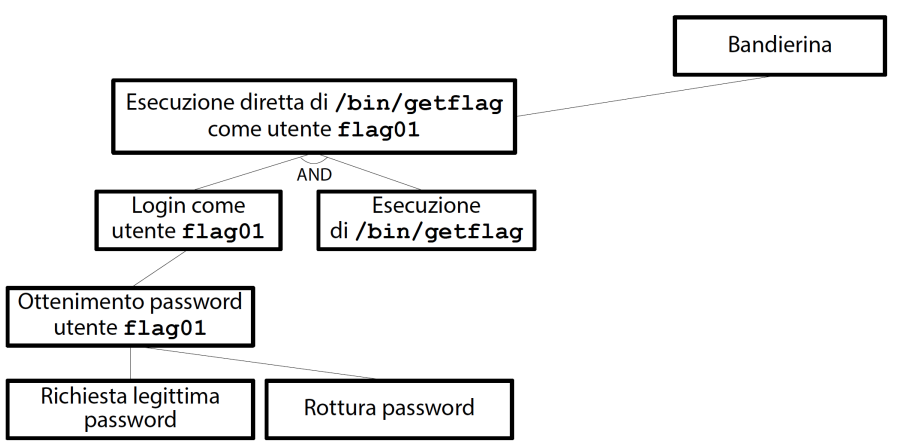 Bandierina
Esecuzione diretta di /bin/getflag
come utente flag01
AND
Login come
utente flag01
Esecuzione
di /bin/getflag
Ottenimento password
utente flag01
Richiesta legittima
password
Rottura password